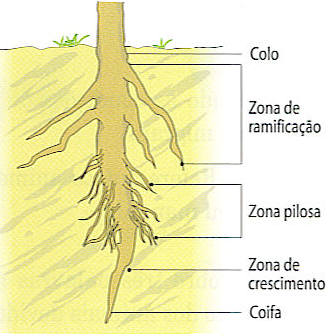 Colo
Zona de
ramificação
Zona pilosa
Zona de
crescimento
Coifa